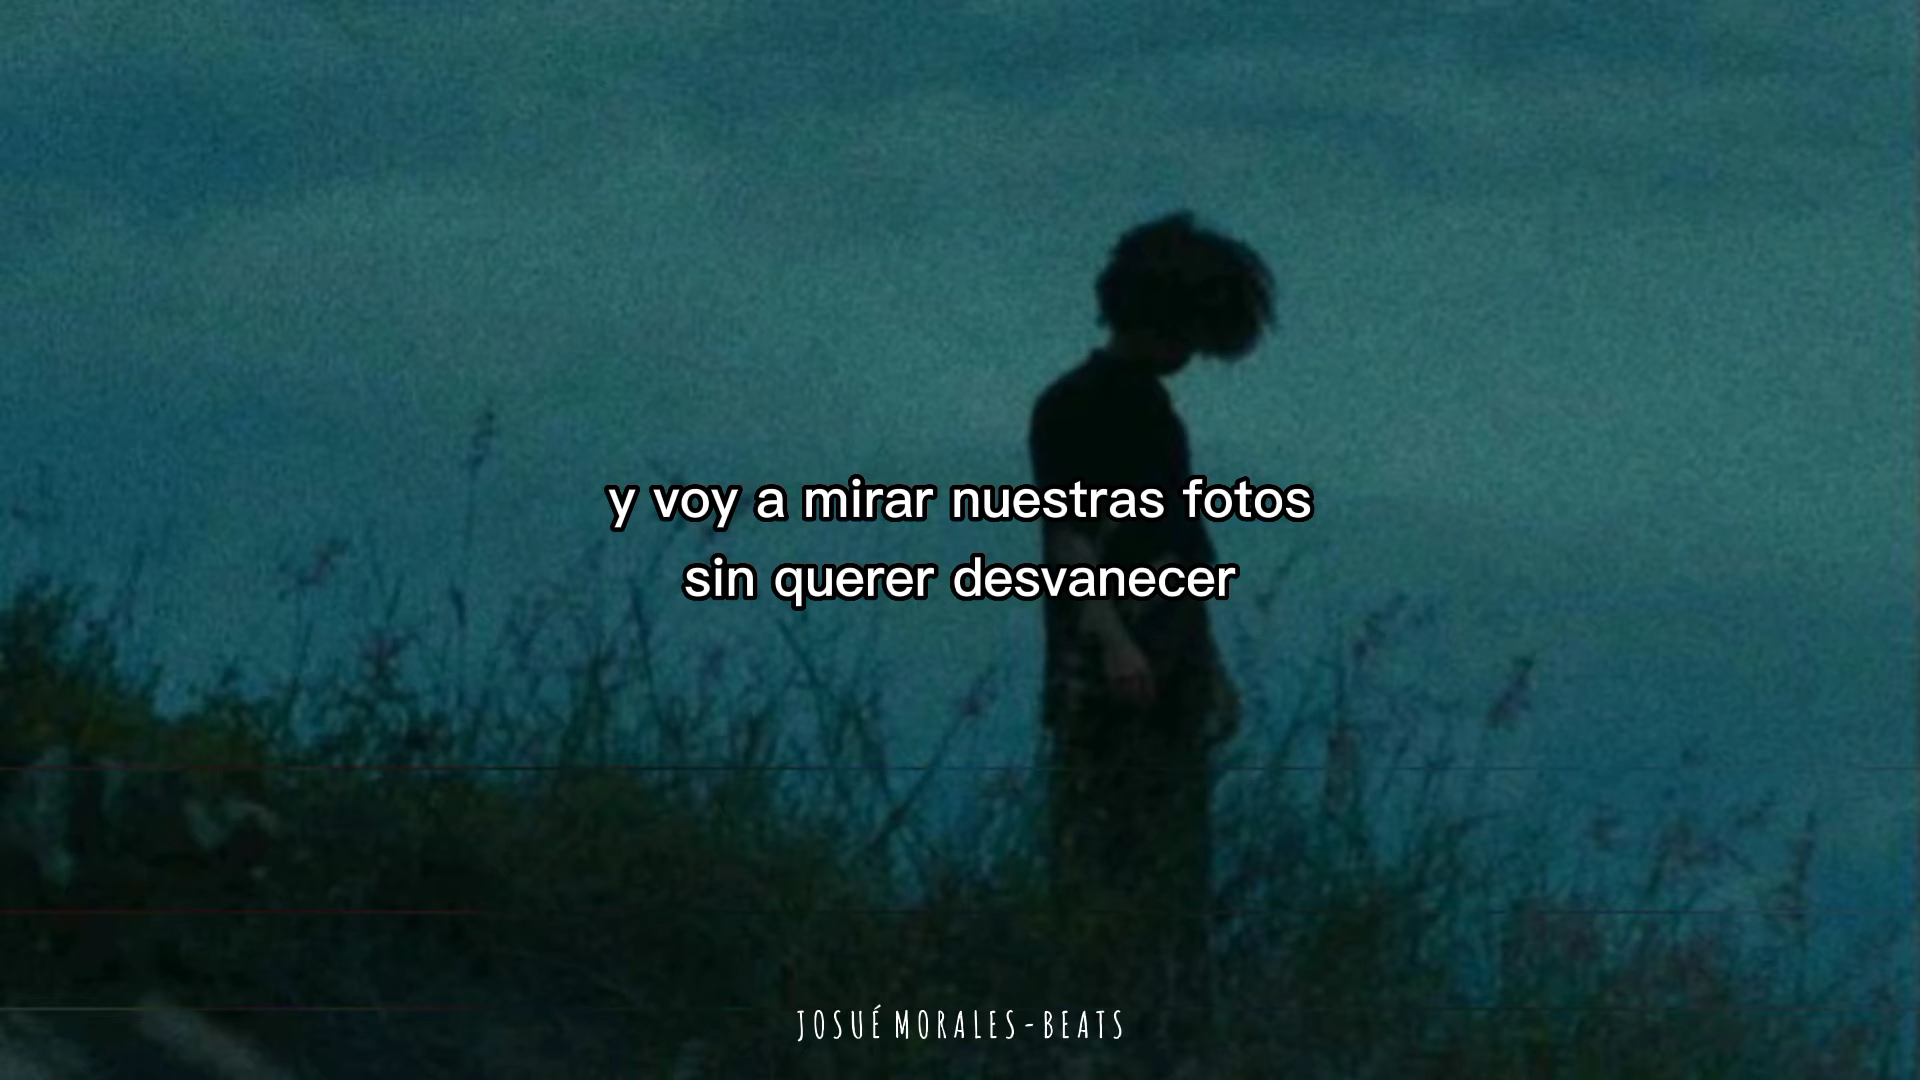 y voy a mirar nuestras fotos
sin querer desvanecer
JOSUÉ MORALES-BEATS